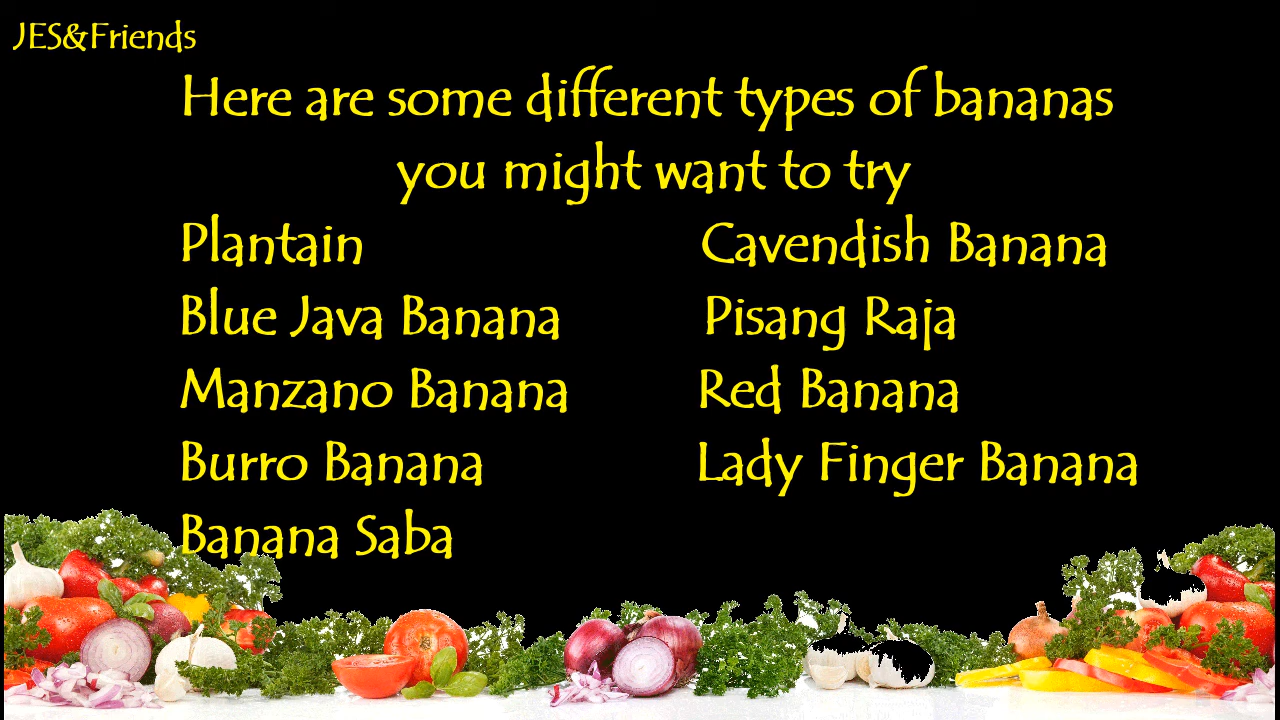 JES&Friends
Here are some different types of bananas
you might want to try
Plantain Cavendish Banana
Blue Java Banana Pisang Raja
Manzano Banana Red Banana
Burro Banana Lady Finger Banana
Banana Saba